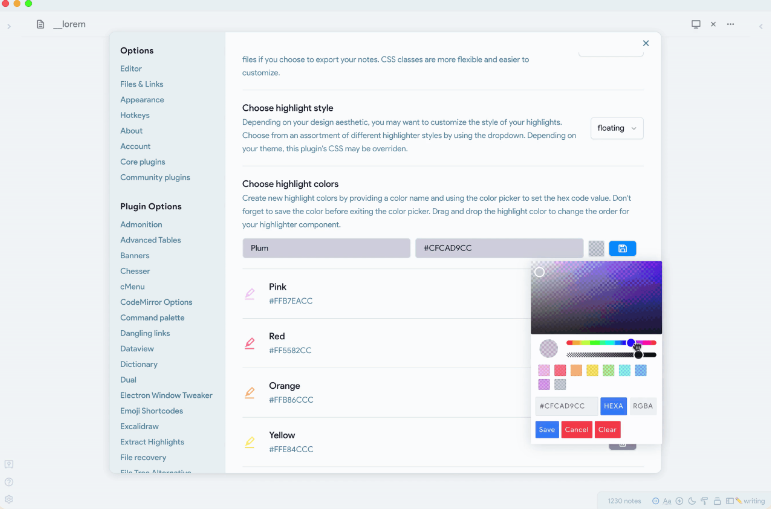 __lorem
Options
Editor
Files & Links
Appearance
Hotkeys
About
Account
Core plugins
Community plugins
Plugin Options
Admonition
Advanced Tables
Banners
Chesser
cMenu
CodeMirror Options
Command palette
Dangling links
Dataview
Dictionary
Dual
Electron Window Tweaker
Emoji Shortcodes
Excalidraw
Extract Highlights
File recovery
File Tree Alternative
files if you choose to export your notes. CSS classes are more flexible and easier to
customize.
Choose highlight style
Depending on your design aesthetic, you may want to customize the style of your highlights.
Choose from an assortment of different highlighter styles by using the dropdown. Depending on
your theme, this plugin's CSS may be overriden.
floating
Choose highlight colors
Create new highlight colors by providing a color name and using the color picker to set the hex code value. Don't
forget to save the color before exiting the color picker. Drag and drop the highlight color to change the order for
your highlighter component.
Plum
#CFCAD9CC
Pink
#FFB7EACC
Red
#FF5582CC
Orange
#FFB86CCC
Yellow
#FFE84CCC
#CFCAD9CC
HEXA
RGBA
Save
Cancel
Clear
1230 notes
Aa
writing